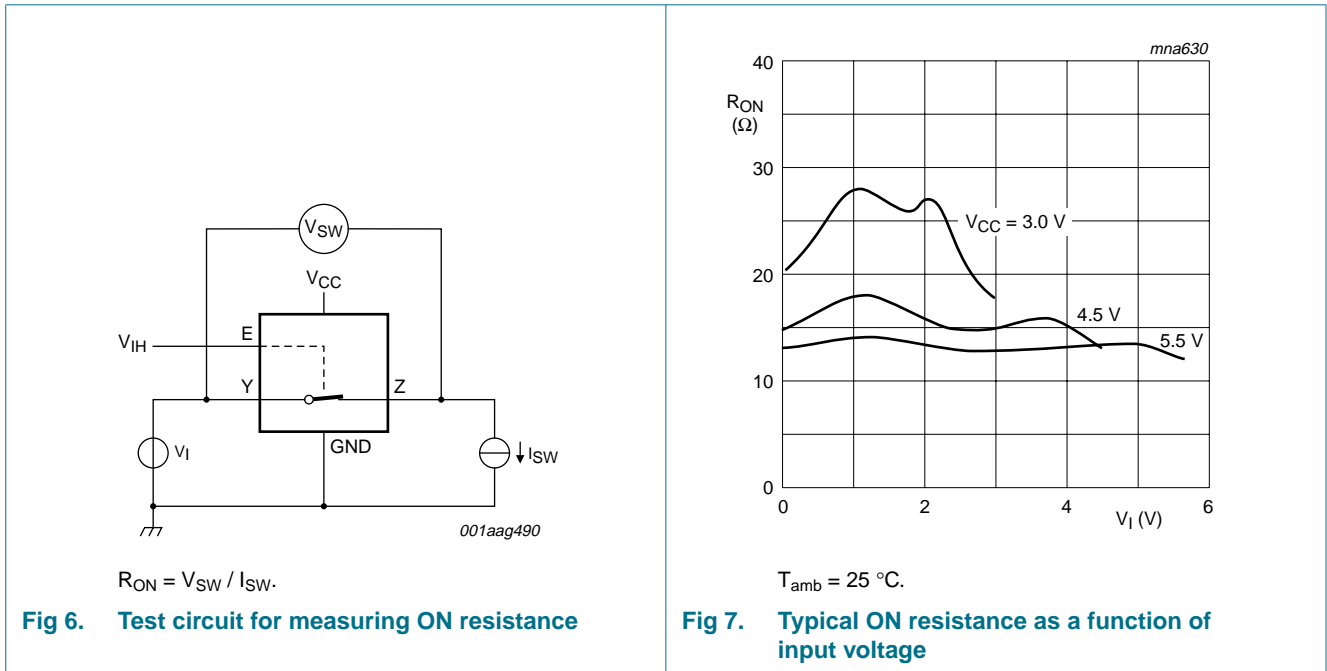 V_SW
V_CC
V_IH
E
Y
Z
V_I
GND
I_SW
001aag490
R_ON = V_SW / I_SW.
Fig 6. Test circuit for measuring ON resistance
mna630
40
R_ON
(Ω)
30
V_CC = 3.0 V
20
4.5 V
5.5 V
10
0
0 2 4 6
V_I (V)
T_amb = 25 °C.
Fig 7. Typical ON resistance as a function of
input voltage